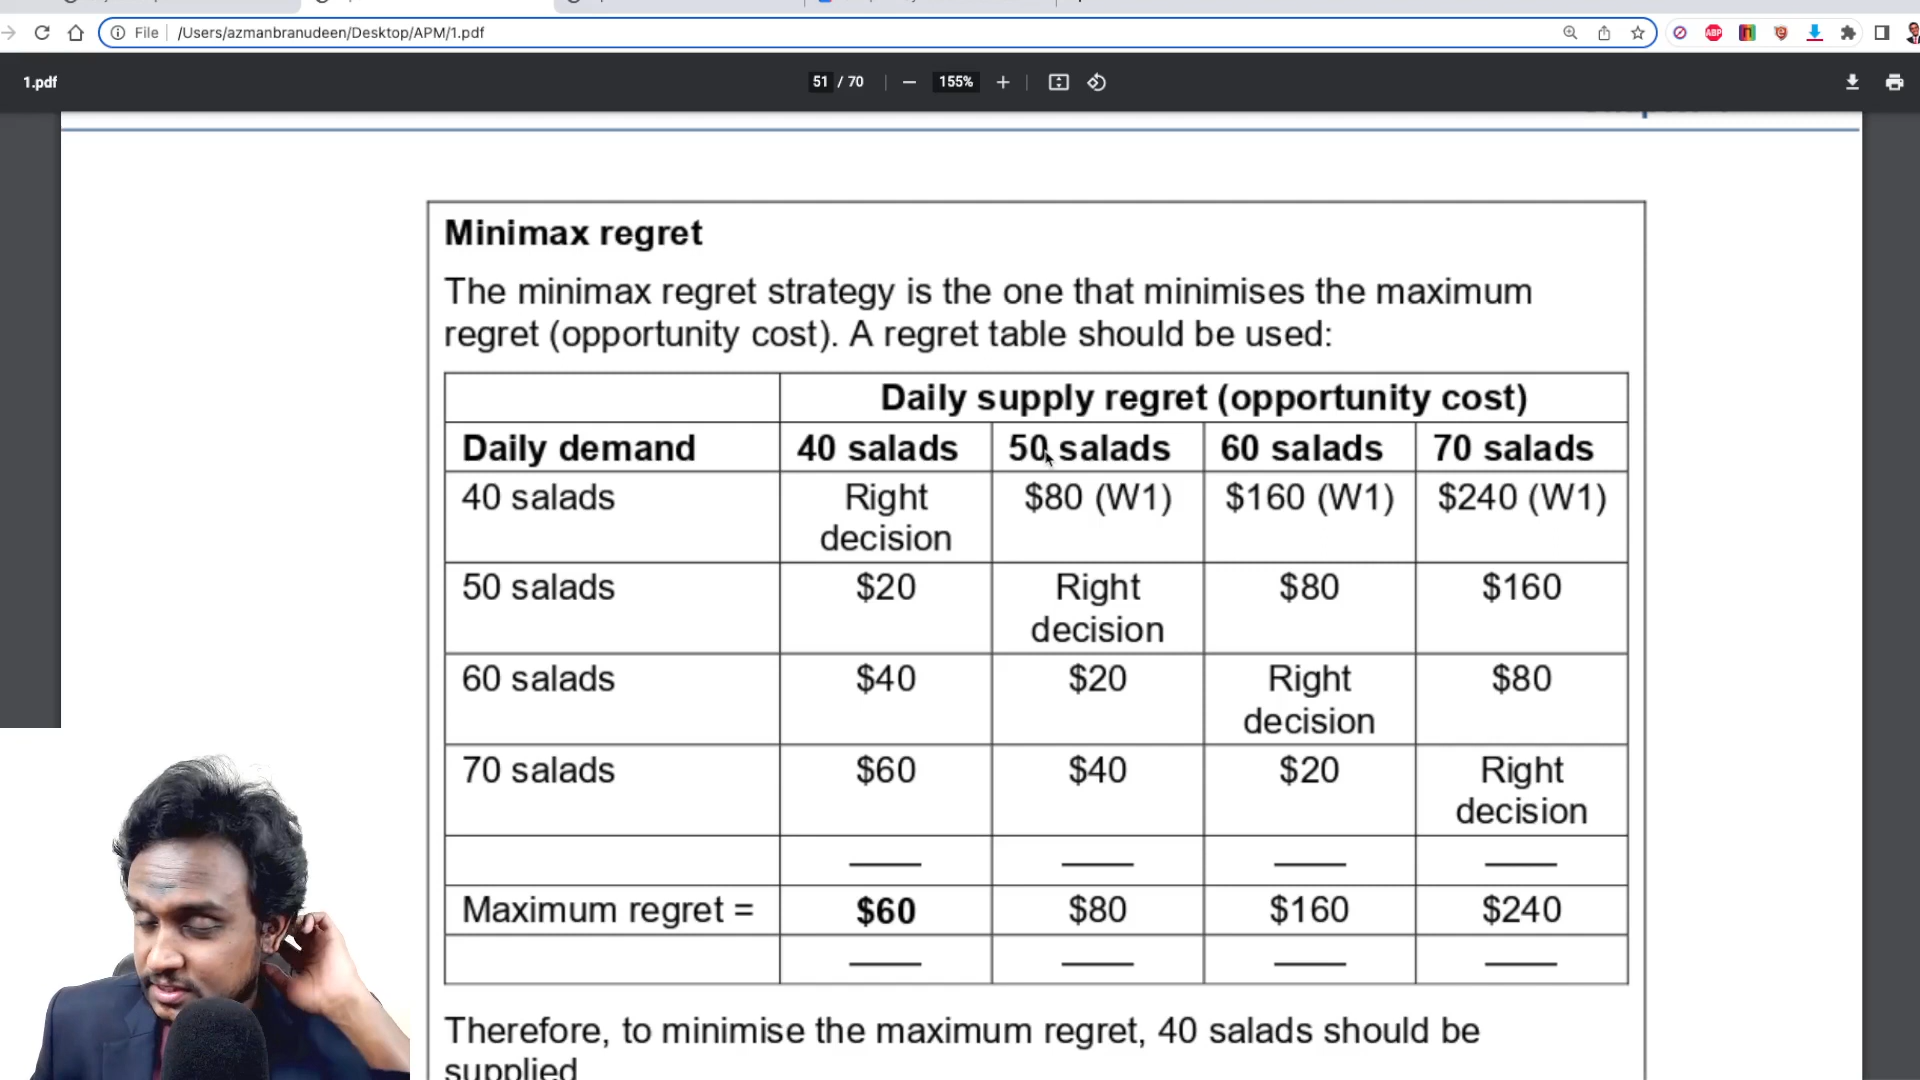 File /Users/azmanbranudeen/Desktop/APM/1.pdf
ABP
1.pdf 51 / 70 155%
Minimax regret
The minimax regret strategy is the one that minimises the maximum
regret (opportunity cost). A regret table should be used:
Daily supply regret (opportunity cost)
Daily demand 40 salads 50 salads 60 salads 70 salads
40 salads Right decision $80 (W1) $160 (W1) $240 (W1)
50 salads $20 Right decision $80 $160
60 salads $40 $20 Right decision $80
70 salads $60 $40 $20 Right decision
Maximum regret = $60 $80 $160 $240
Therefore, to minimise the maximum regret, 40 salads should be
supplied